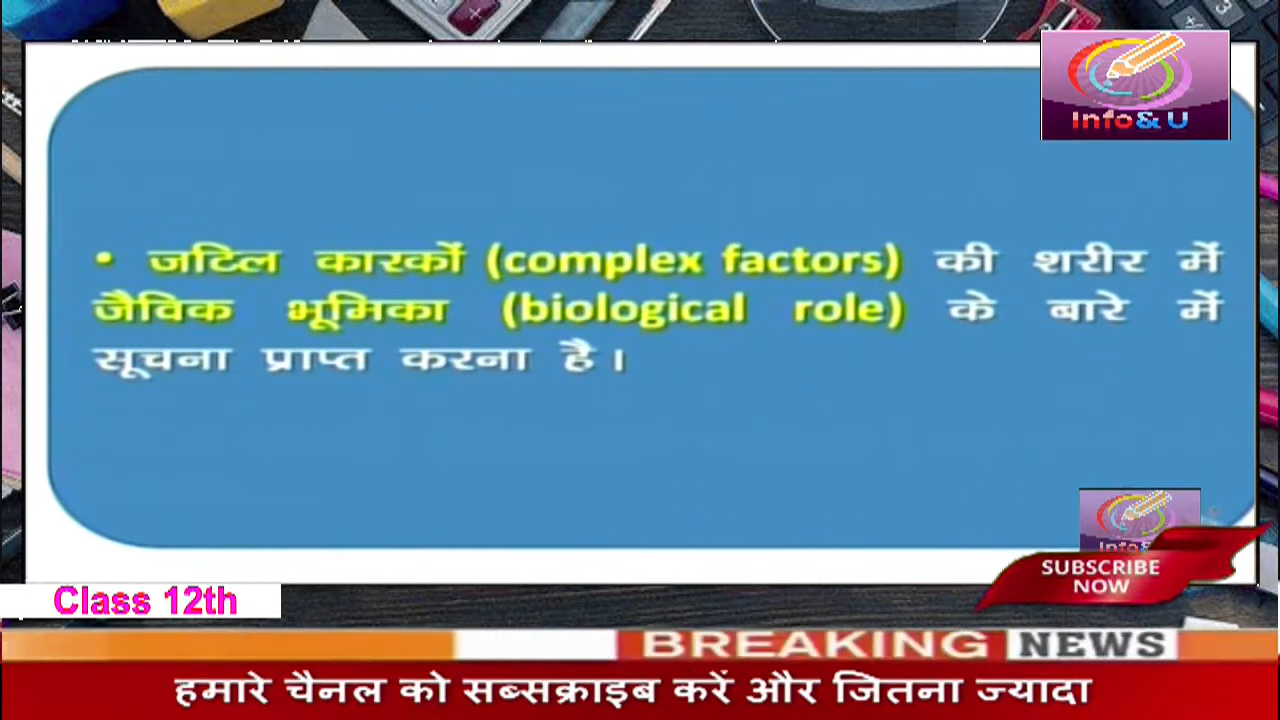 Info & U
• जटिल कारकों (complex factors) की शरीर में
जैविक भूमिका (biological role) के बारे में
सूचना प्राप्त करना है।
SUBSCRIBE
NOW
Class 12th
BREAKING NEWS
हमारे चैनल को सब्सक्राइब करें और जितना ज्यादा